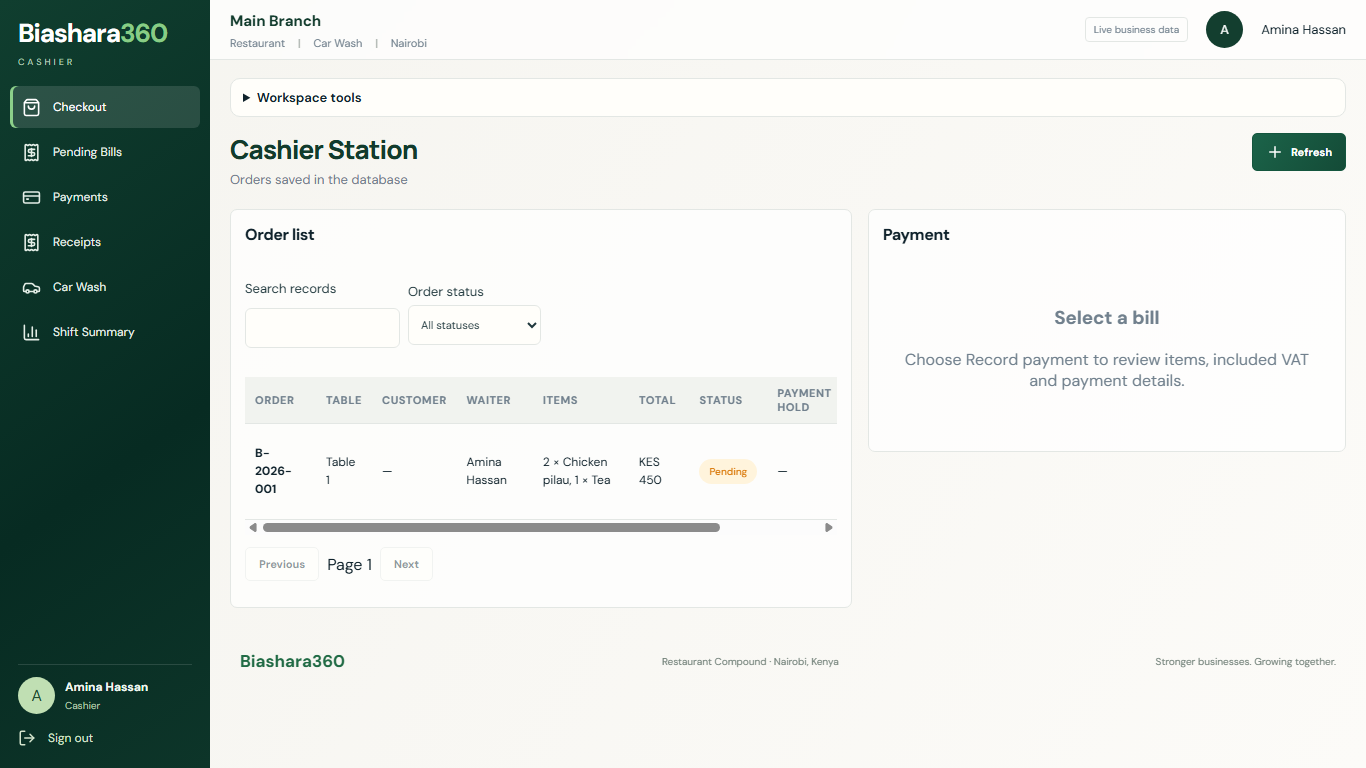 Biashara360
CASHIER
Checkout
Pending Bills
Payments
Receipts
Car Wash
Shift Summary
A
Amina Hassan
Cashier
Sign out
Main Branch
Restaurant | Car Wash | Nairobi
Live business data
A
Amina Hassan
Workspace tools
Cashier Station
Orders saved in the database
Refresh
Order list
Search records
Order status
All statuses
ORDER TABLE CUSTOMER WAITER ITEMS TOTAL STATUS PAYMENT HOLD
B-2026-001 Table 1 — Amina Hassan 2 × Chicken pilau, 1 × Tea KES 450 Pending —
Previous Page 1 Next
Payment
Select a bill
Choose Record payment to review items, included VAT
and payment details.
Biashara360
Restaurant Compound · Nairobi, Kenya
Stronger businesses. Growing together.